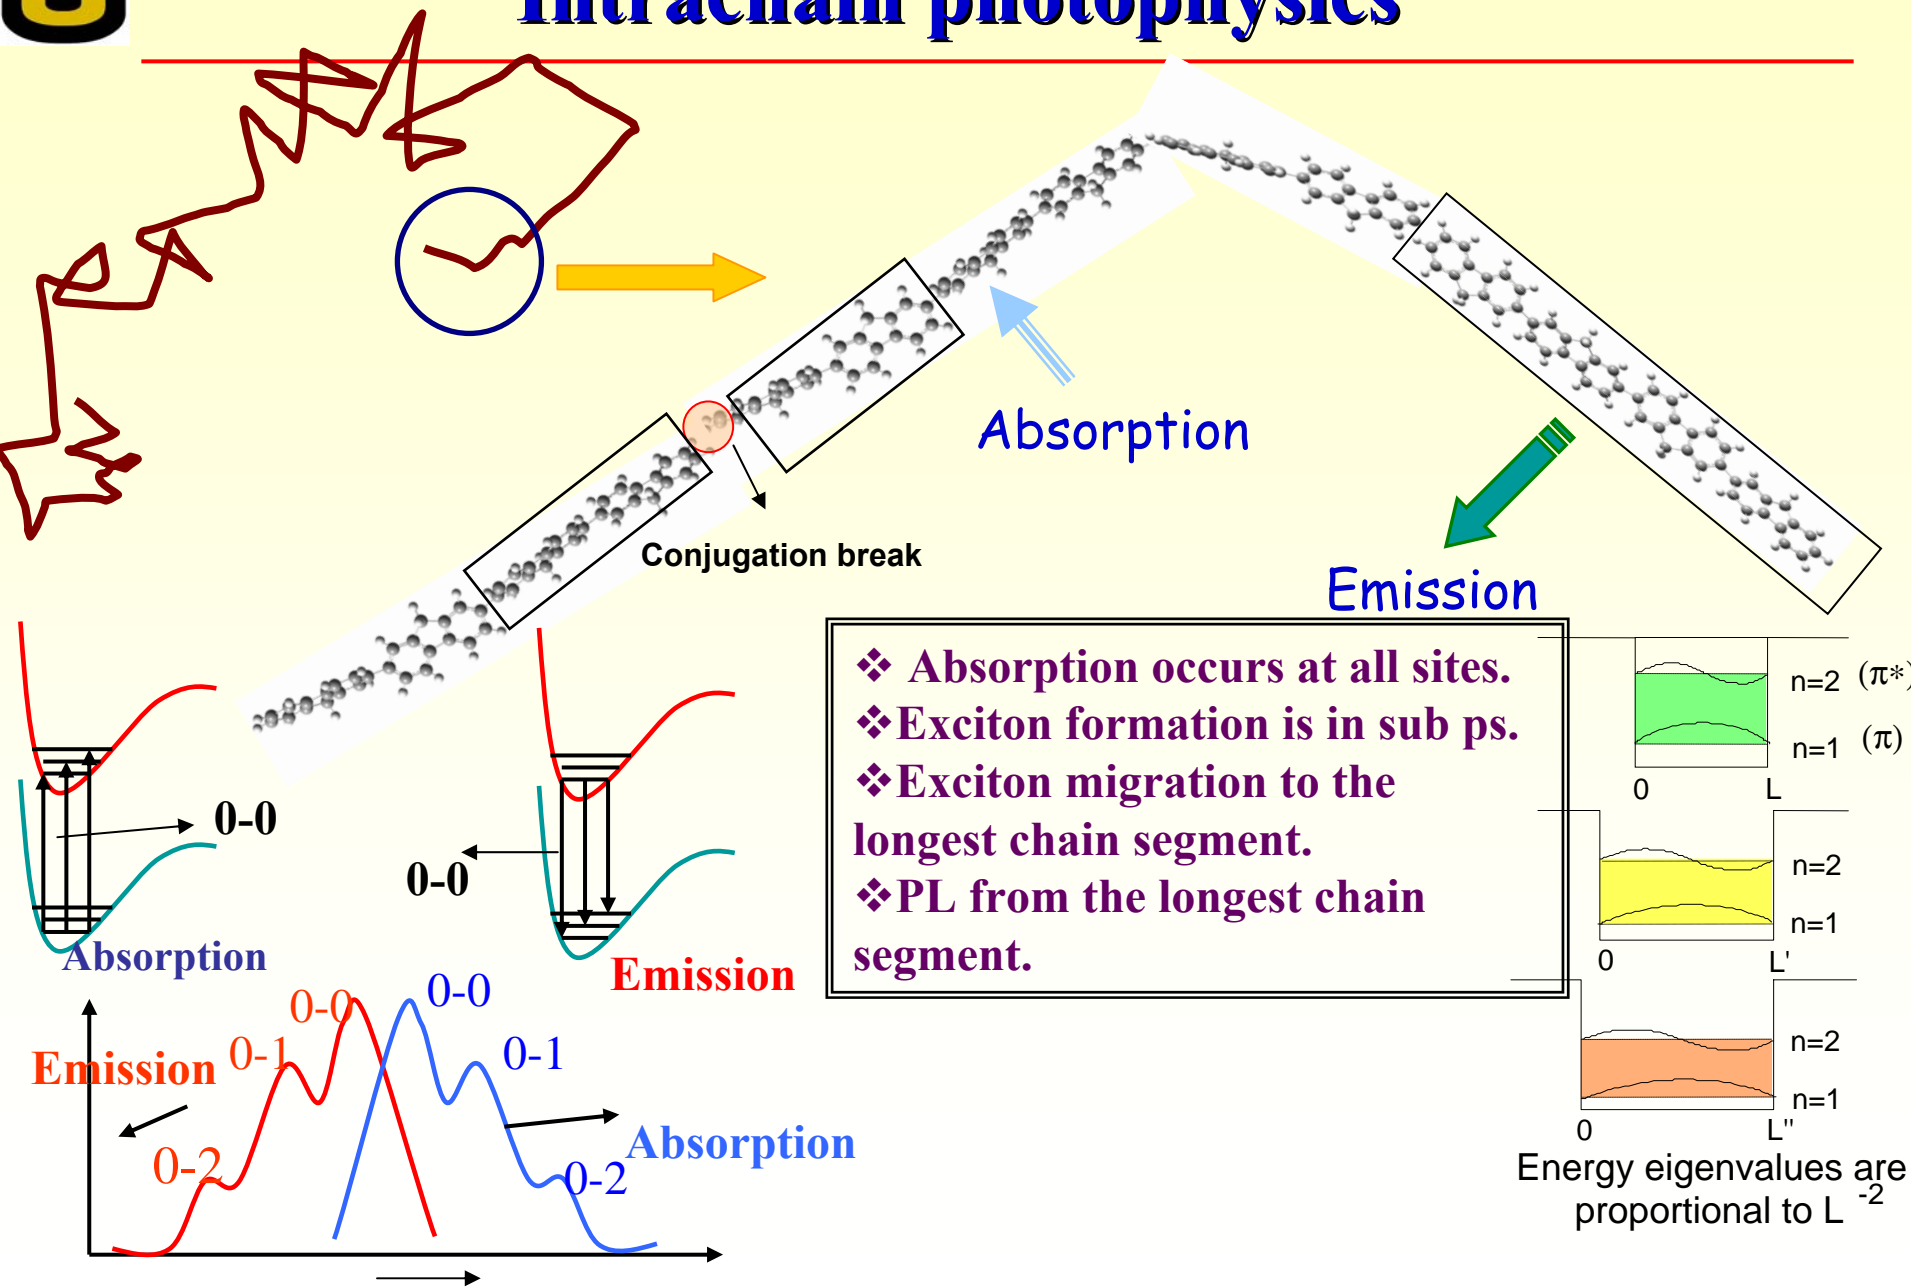 Intrachain photophysics
Absorption
Conjugation break
Emission
❖ Absorption occurs at all sites.
❖Exciton formation is in sub ps.
❖Exciton migration to the
longest chain segment.
❖PL from the longest chain
segment.
n=2 (π*)
n=1 (π)
0 L
n=2
n=1
0 L'
n=2
n=1
0 L"
Energy eigenvalues are
proportional to L -2
0-0
Absorption
0-0
Emission
0-0
0-0
0-1
0-1
Emission
Absorption
0-2
0-2